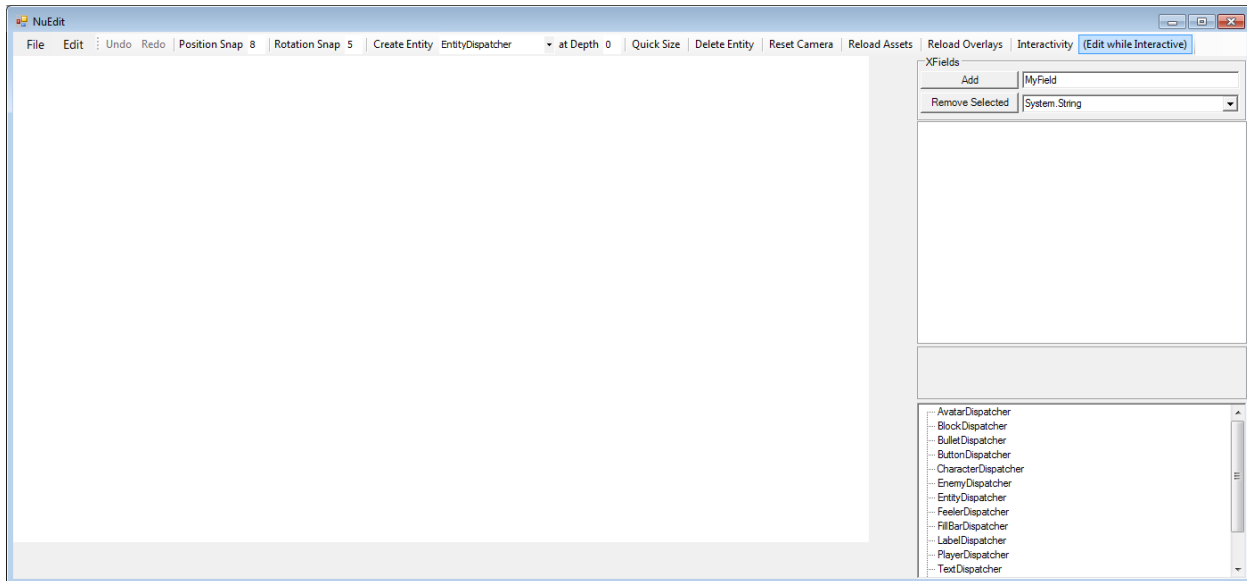 NuEdit
File Edit Undo Redo Position Snap 8 Rotation Snap 5 Create Entity EntityDispatcher at Depth 0 Quick Size Delete Entity Reset Camera Reload Assets Reload Overlays Interactivity (Edit while Interactive)
XFields
Add MyField
Remove Selected System.String
AvatarDispatcher
BlockDispatcher
BulletDispatcher
ButtonDispatcher
CharacterDispatcher
EnemyDispatcher
EntityDispatcher
FeelerDispatcher
FillBarDispatcher
LabelDispatcher
PlayerDispatcher
TextDispatcher